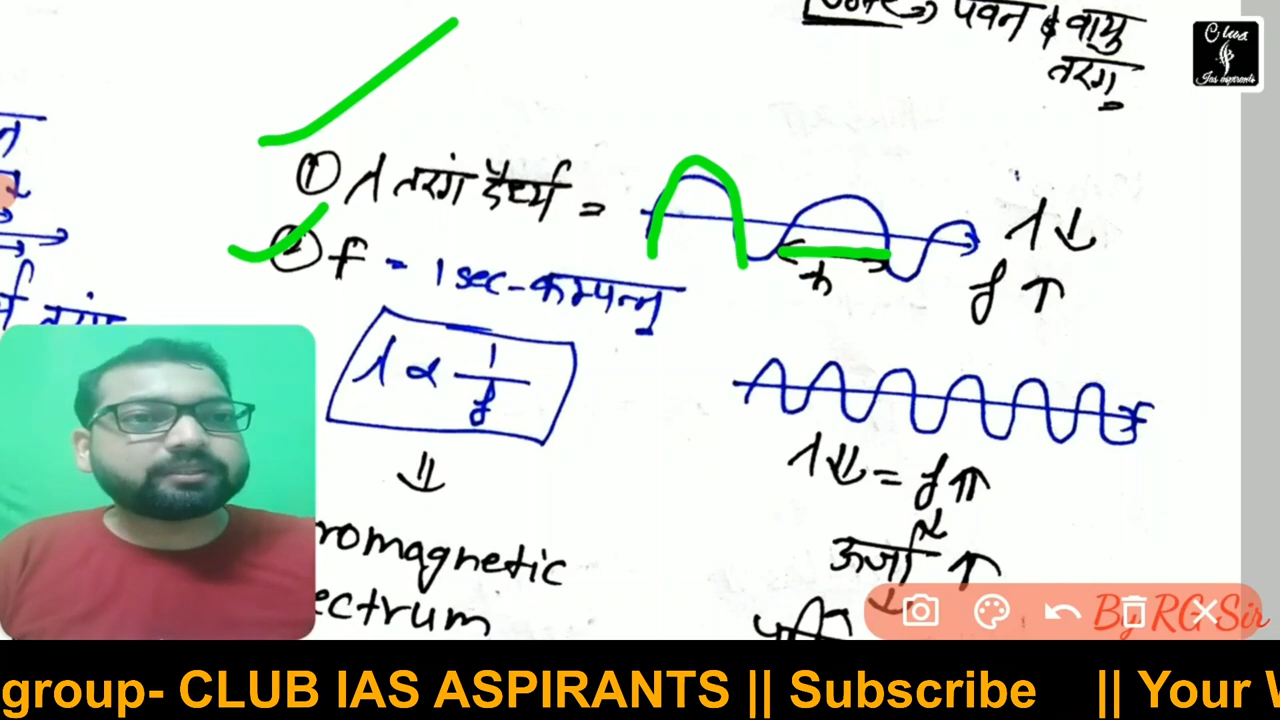 पवन & वायु
तरंग
Club
Ias aspirants
① λ तरंग दैर्ध्य =
λ ↓
② f = 1 sec - कम्पन्न
f ↑
λ
λ ∝ 1/f
λ ⇊ = f ⇈
⇓
ऊर्जा ↑
romagnetic
ectrum
By RG Sir
group- CLUB IAS ASPIRANTS || Subscribe || Your W